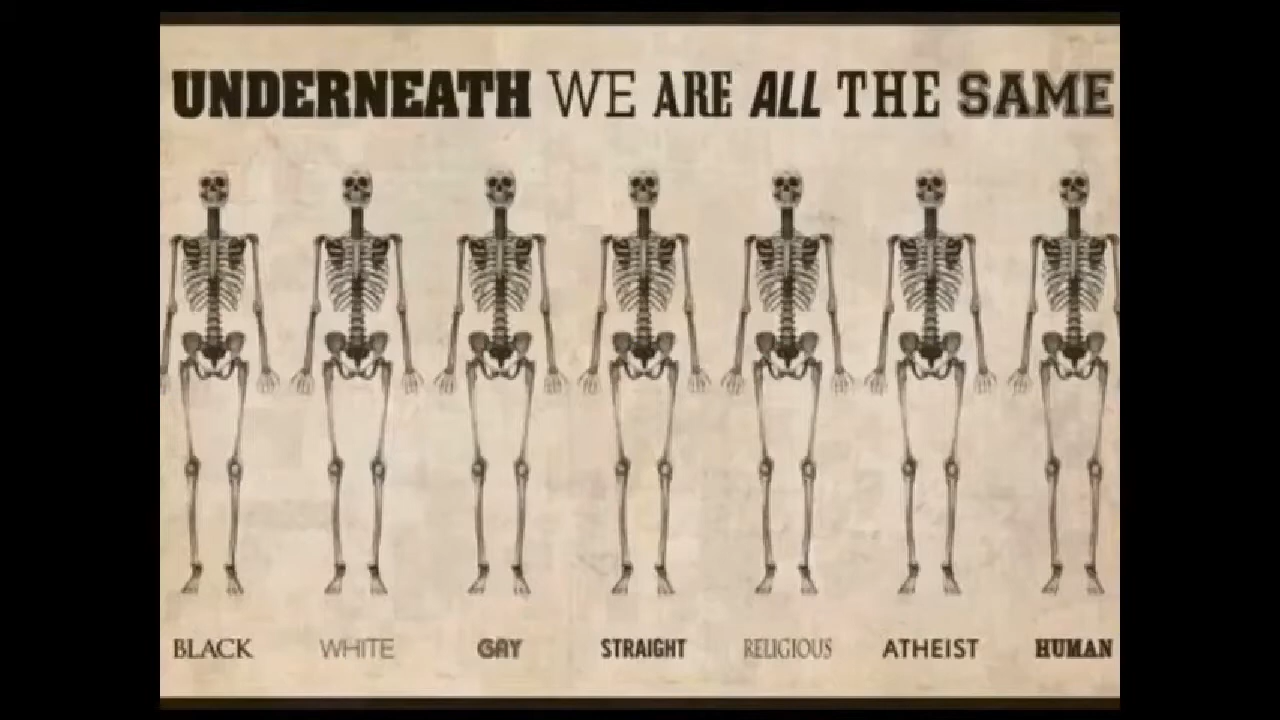 UNDERNEATH WE ARE ALL THE SAME
BLACK WHITE GAY STRAIGHT RELIGIOUS ATHEIST HUMAN